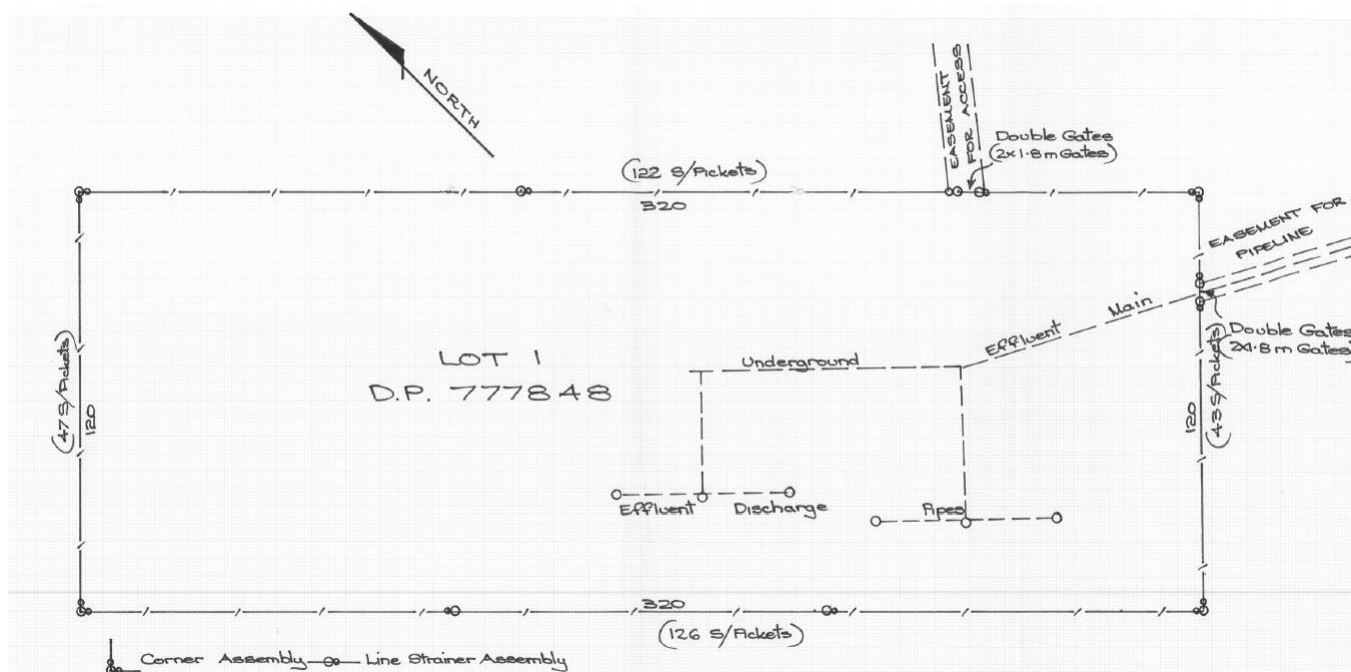 NORTH
EASEMENT
FOR ACCESS
Double Gates
(2x1.8m Gates)
(122 S/Pickets)
320
EASEMENT FOR
PIPELINE
Double Gates
(2x1.8m Gates)
Effluent Main
Underground
LOT 1
D.P. 777848
(47 S/Pickets)
120
120
(43 S/Pickets)
Effluent Discharge
Pipes
320
(126 S/Pickets)
Corner Assembly
Line Strainer Assembly